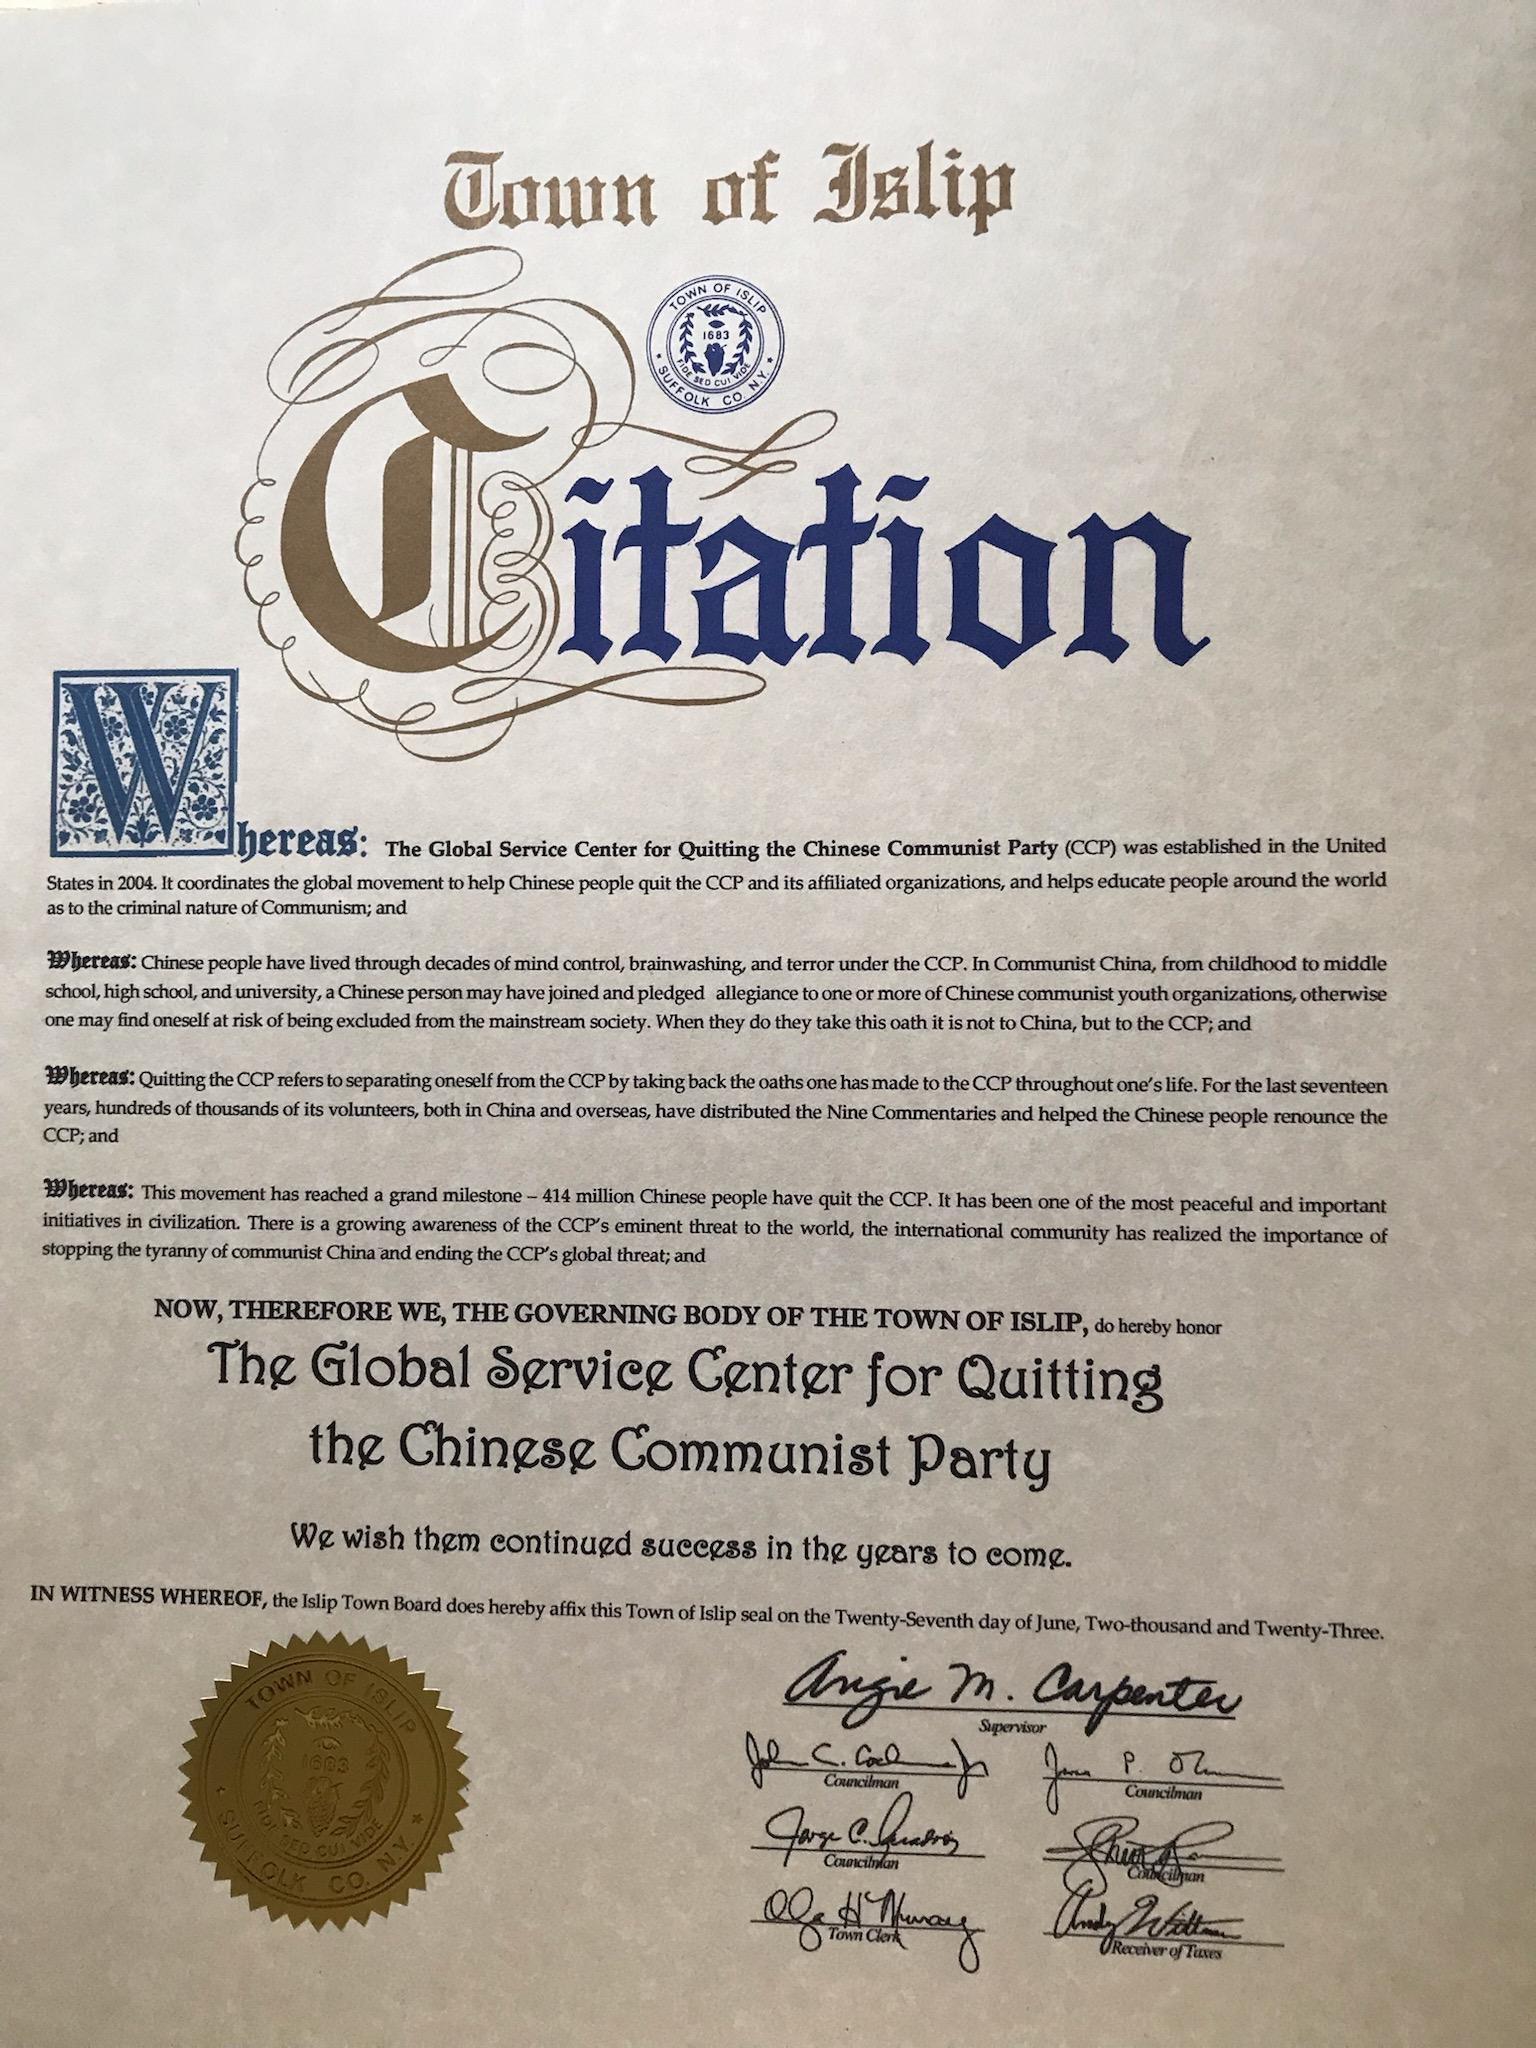 Town of Islip
TOWN OF ISLIP
1683
FIDE SED CUI VIDE
SUFFOLK CO. N.Y.
Citation
Whereas: The Global Service Center for Quitting the Chinese Communist Party (CCP) was established in the United
States in 2004. It coordinates the global movement to help Chinese people quit the CCP and its affiliated organizations, and helps educate people around the world
as to the criminal nature of Communism; and
Whereas: Chinese people have lived through decades of mind control, brainwashing, and terror under the CCP. In Communist China, from childhood to middle
school, high school, and university, a Chinese person may have joined and pledged allegiance to one or more of Chinese communist youth organizations, otherwise
one may find oneself at risk of being excluded from the mainstream society. When they do they take this oath it is not to China, but to the CCP; and
Whereas: Quitting the CCP refers to separating oneself from the CCP by taking back the oaths one has made to the CCP throughout one's life. For the last seventeen
years, hundreds of thousands of its volunteers, both in China and overseas, have distributed the Nine Commentaries and helped the Chinese people renounce the
CCP; and
Whereas: This movement has reached a grand milestone – 414 million Chinese people have quit the CCP. It has been one of the most peaceful and important
initiatives in civilization. There is a growing awareness of the CCP's eminent threat to the world, the international community has realized the importance of
stopping the tyranny of communist China and ending the CCP's global threat; and
NOW, THEREFORE WE, THE GOVERNING BODY OF THE TOWN OF ISLIP, do hereby honor
The Global Service Center for Quitting
the Chinese Communist Party
We wish them continued success in the years to come.
IN WITNESS WHEREOF, the Islip Town Board does hereby affix this Town of Islip seal on the Twenty-Seventh day of June, Two-thousand and Twenty-Three.
TOWN OF ISLIP
1683
FIDE SED CUI VIDE
SUFFOLK CO. N.Y.
Angie M. Carpenter
Supervisor
John C. Jr
Councilman
James P. O
Councilman
Jorge C.
Councilman
Councilman
Olga H Murray
Town Clerk
Andy Wittman
Receiver of Taxes